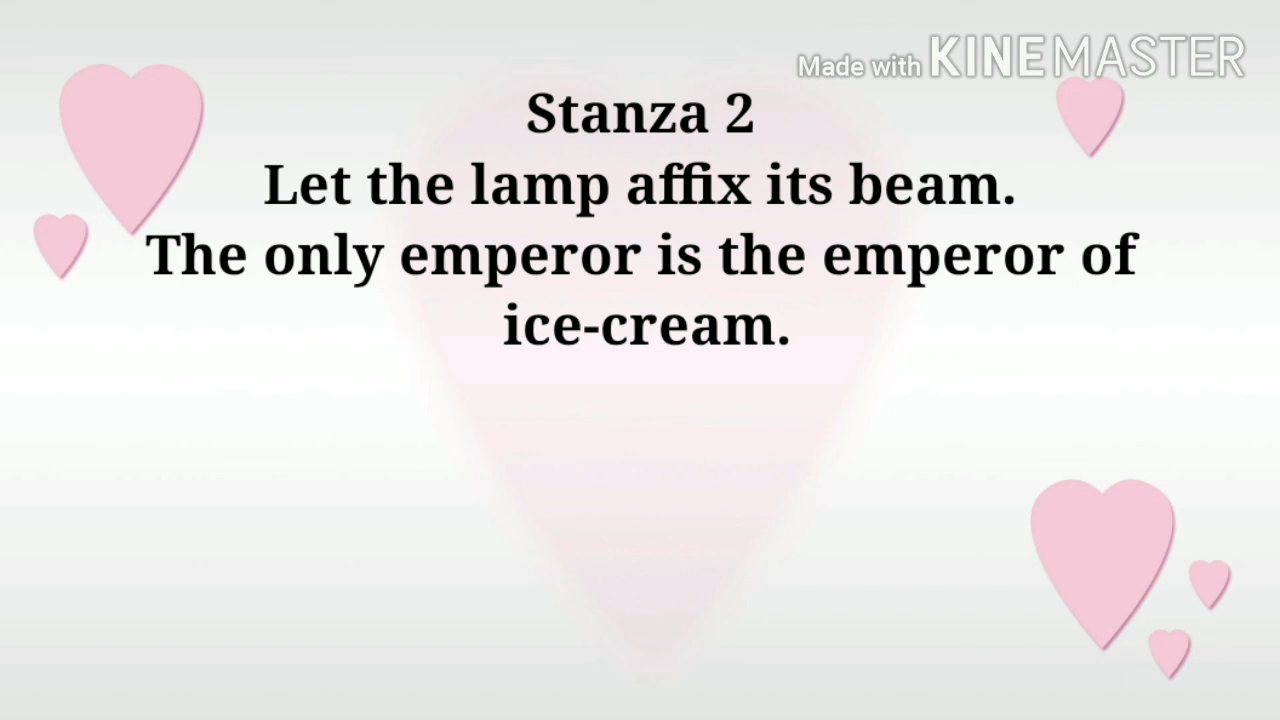 Made with KINEMASTER
Stanza 2
Let the lamp affix its beam.
The only emperor is the emperor of
ice-cream.